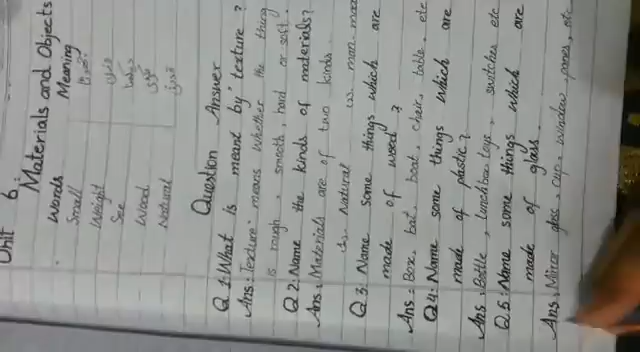 Unit 6:
Materials and Objects
Words Meaning
Small
Weight وزن
See
Wood لکڑی
Natural قدرتی
Question Answer
Q 1: What is meant by "texture"?
Ans: Texture means whether the thing
is rough, smooth, hard or soft.
Q 2: Name the kinds of materials?
Ans: Materials are of two kinds.
(i). Natural (ii). man-mad
Q 3: Name some things which are
made of wood?
Ans: Box, bat, boat, chair, table, etc
Q 4: Name some things which are
made of plastic?
Ans: Bottle, lunch box, toys, switches etc
Q.5: Name some things which are
made of glass.
Ans: Mirror, glass, cup, window panes, etc.